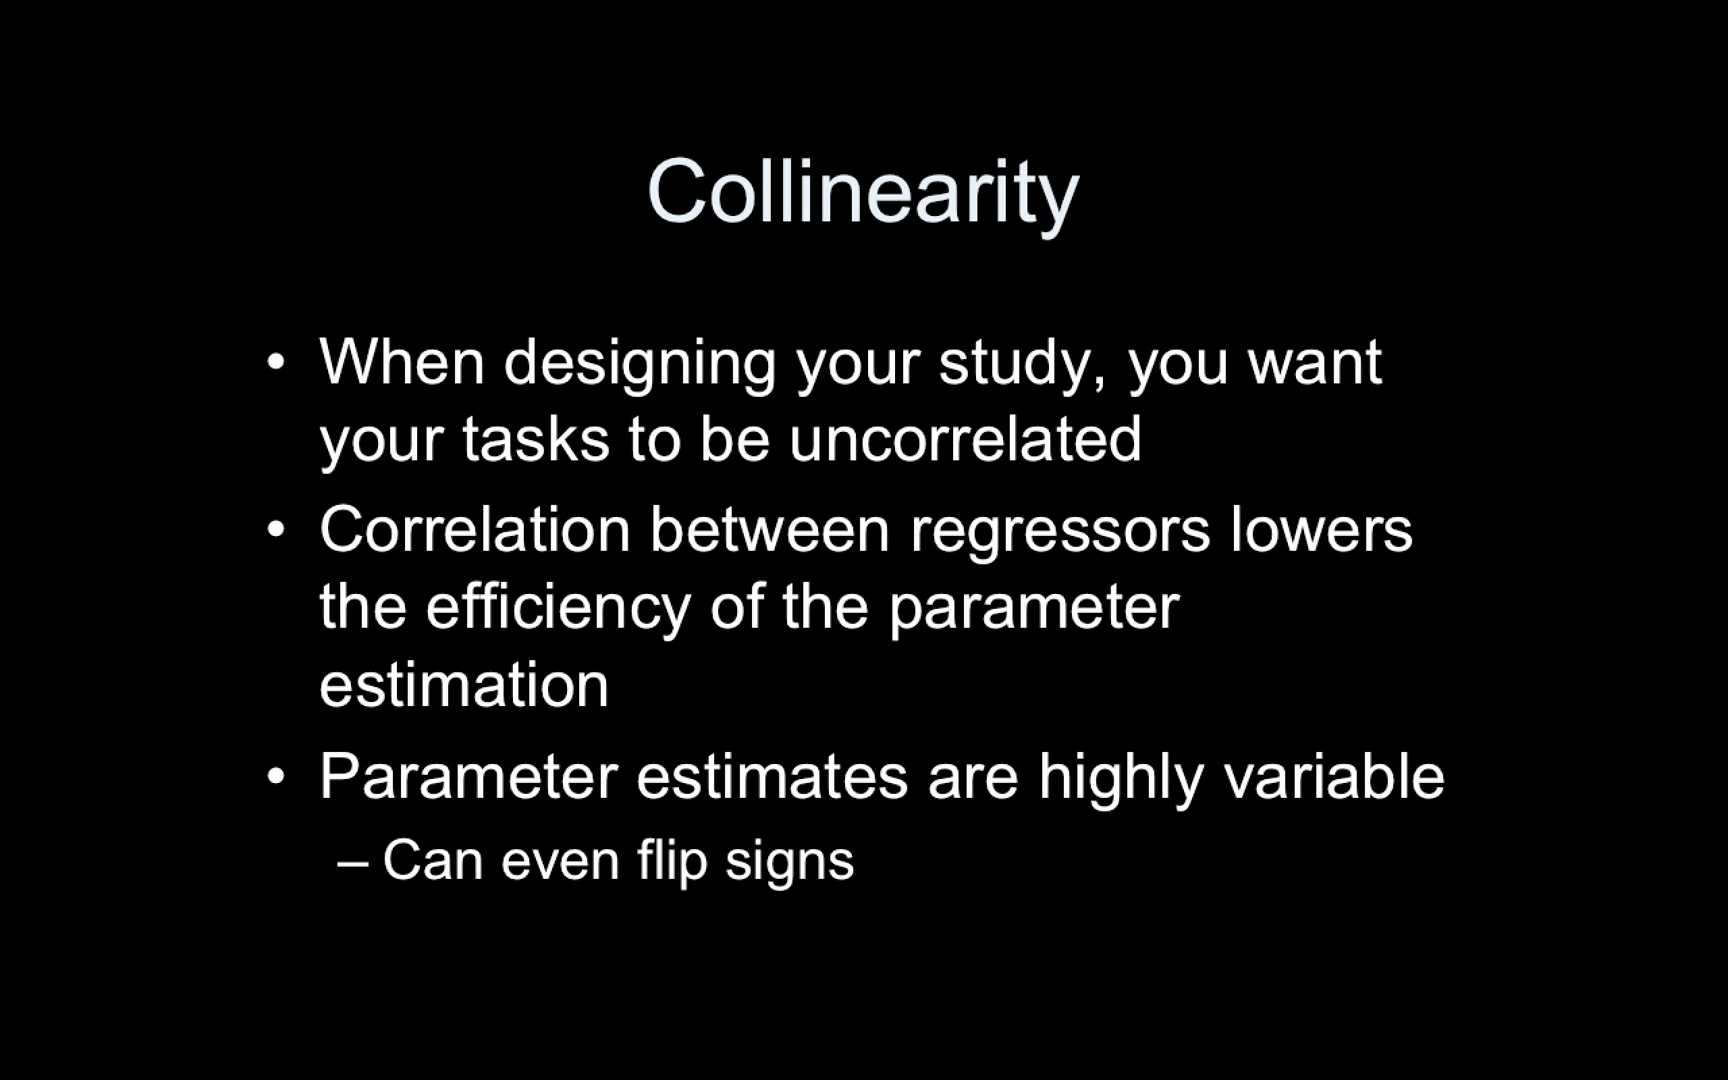 Collinearity
• When designing your study, you want
your tasks to be uncorrelated
• Correlation between regressors lowers
the efficiency of the parameter
estimation
• Parameter estimates are highly variable
– Can even flip signs